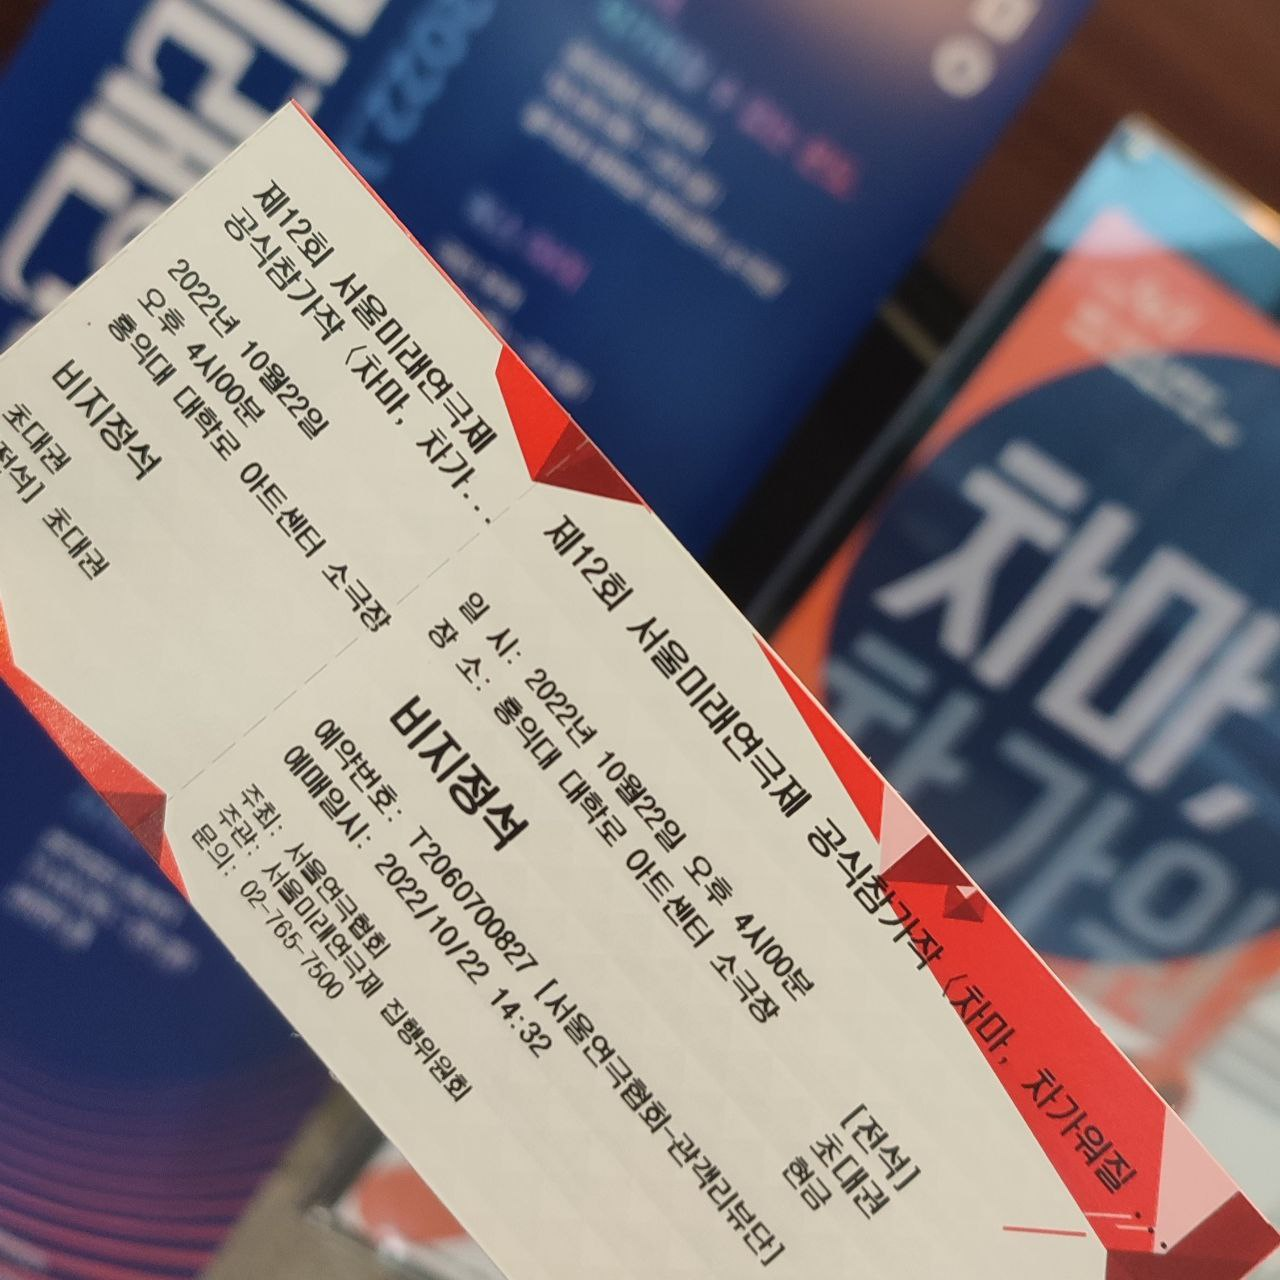 제12회 서울미래연극제
공식참가작 〈차마, 차가...
2022년 10월22일
오후 4시00분
홍익대 대학로 아트센터 소극장
비지정석
초대권
전석] 초대권
제12회 서울미래연극제 공식참가작 〈차마, 차가워질
일 시: 2022년 10월22일 오후 4시00분
장 소: 홍익대 대학로 아트센터 소극장
비지정석
[전석]
초대권
현금
예약번호: T2060700827 [서울연극협회-관객리뷰단]
예매일시: 2022/10/22 14:32
주최: 서울연극협회
주관: 서울미래연극제 집행위원회
문의: 02-765-7500
차마,
차가워